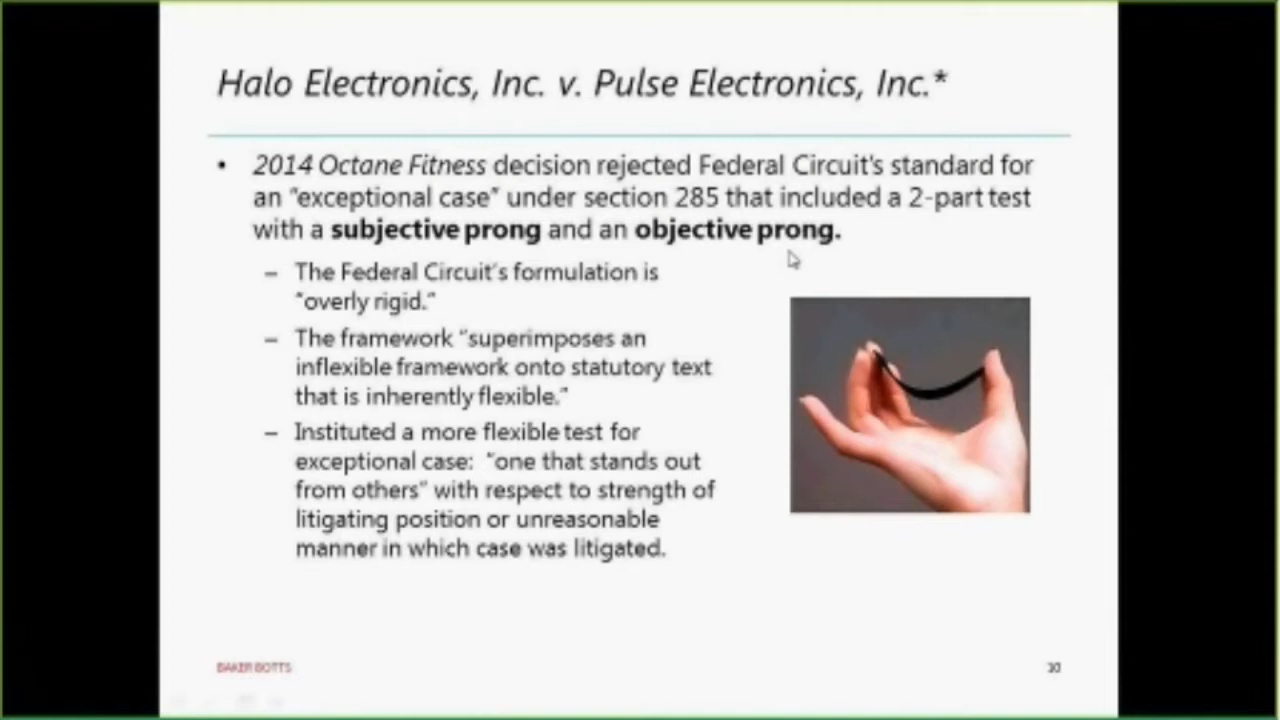 Halo Electronics, Inc. v. Pulse Electronics, Inc.*
• 2014 Octane Fitness decision rejected Federal Circuit's standard for
an "exceptional case" under section 285 that included a 2-part test
with a subjective prong and an objective prong.
– The Federal Circuit's formulation is
"overly rigid."
– The framework "superimposes an
inflexible framework onto statutory text
that is inherently flexible."
– Instituted a more flexible test for
exceptional case: "one that stands out
from others" with respect to strength of
litigating position or unreasonable
manner in which case was litigated.
BAKER BOTTS
10